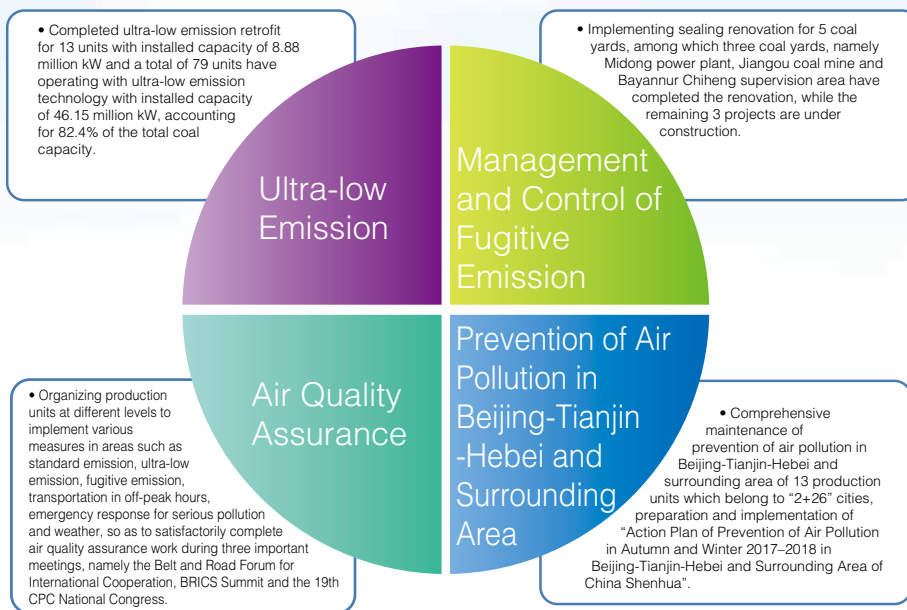 • Completed ultra-low emission retrofit
for 13 units with installed capacity of 8.88
million kW and a total of 79 units have
operating with ultra-low emission
technology with installed capacity
of 46.15 million kW, accounting
for 82.4% of the total coal
capacity.
• Implementing sealing renovation for 5 coal
yards, among which three coal yards, namely
Midong power plant, Jiangou coal mine and
Bayannur Chiheng supervision area have
completed the renovation, while the
remaining 3 projects are under
construction.
Ultra-low
Emission
Management
and Control of
Fugitive
Emission
Air Quality
Assurance
Prevention of Air
Pollution in
Beijing-Tianjin
-Hebei and
Surrounding
Area
• Organizing production
units at different levels to
implement various
measures in areas such as
standard emission, ultra-low
emission, fugitive emission,
transportation in off-peak hours,
emergency response for serious pollution
and weather, so as to satisfactorily complete
air quality assurance work during three important
meetings, namely the Belt and Road Forum for
International Cooperation, BRICS Summit and the 19th
CPC National Congress.
• Comprehensive
maintenance of
prevention of air pollution in
Beijing-Tianjin-Hebei and
surrounding area of 13 production
units which belong to “2+26” cities,
preparation and implementation of
“Action Plan of Prevention of Air Pollution
in Autumn and Winter 2017–2018 in
Beijing-Tianjin-Hebei and Surrounding Area of
China Shenhua”.